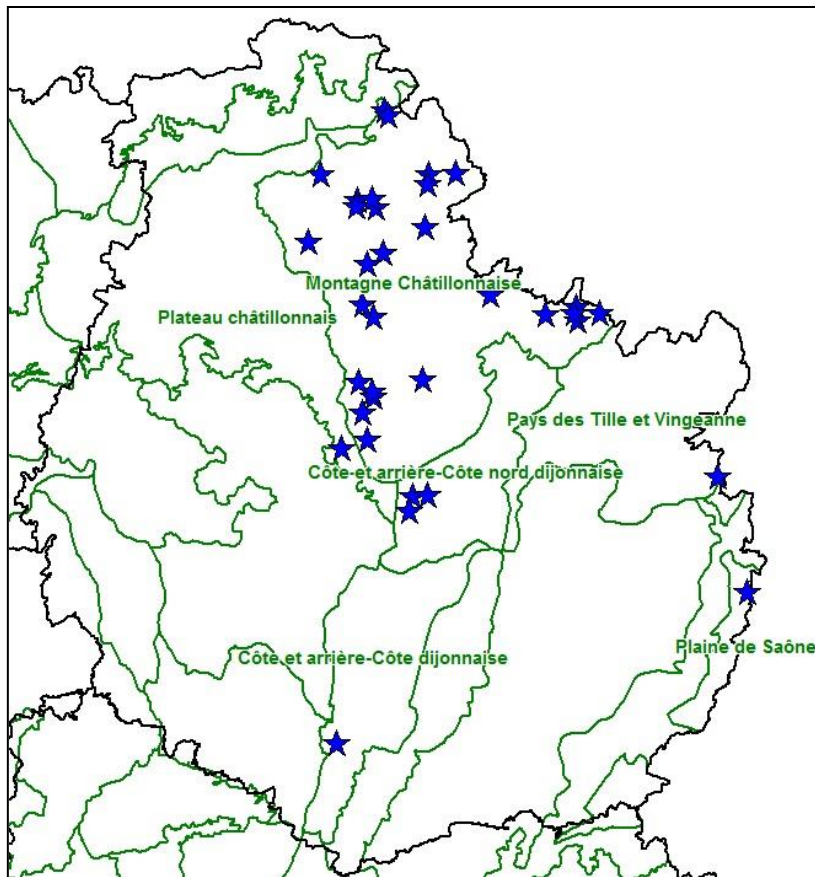 Montagne Châtillonnaise
Plateau châtillonnais
Pays des Tille et Vingeanne
Côte et arrière-Côte nord dijonnaise
Plaine de Saône
Côte et arrière-Côte dijonnaise